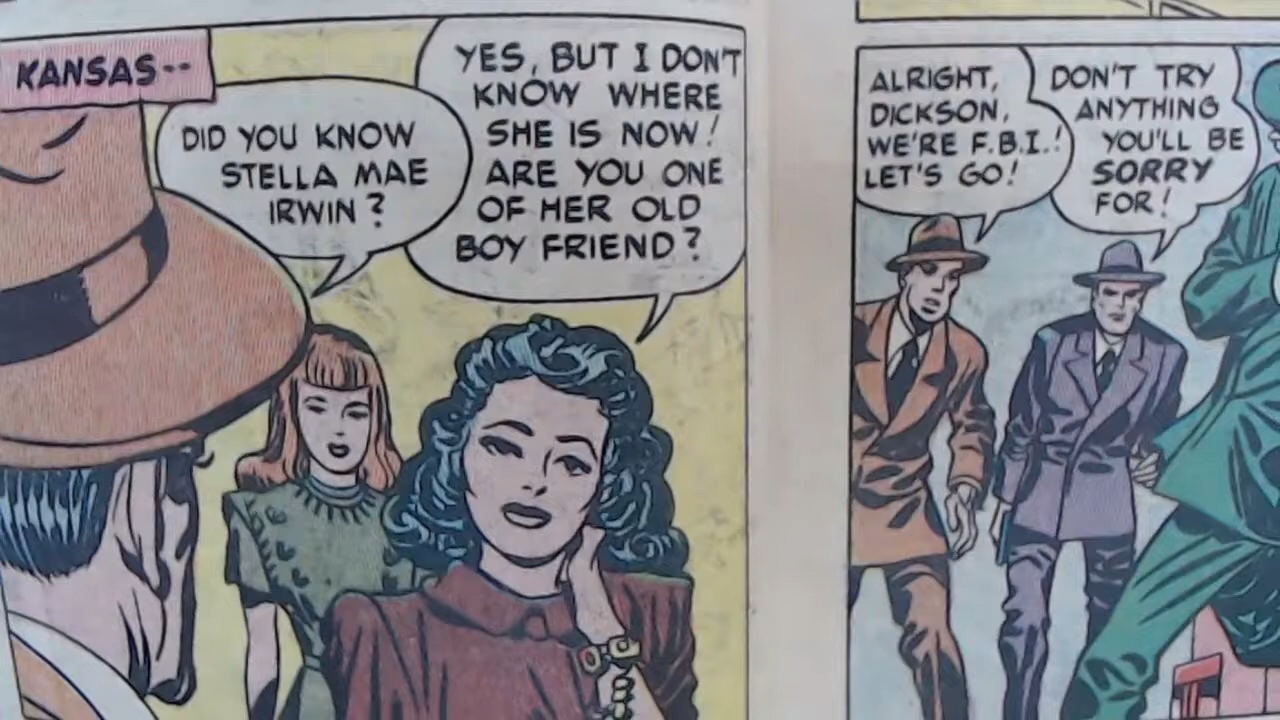 KANSAS--
DID YOU KNOW
STELLA MAE
IRWIN?
YES, BUT I DON'T
KNOW WHERE
SHE IS NOW!
ARE YOU ONE
OF HER OLD
BOY FRIEND?
ALRIGHT,
DICKSON,
WE'RE F.B.I.!
LET'S GO!
DON'T TRY
ANYTHING
YOU'LL BE
SORRY
FOR!